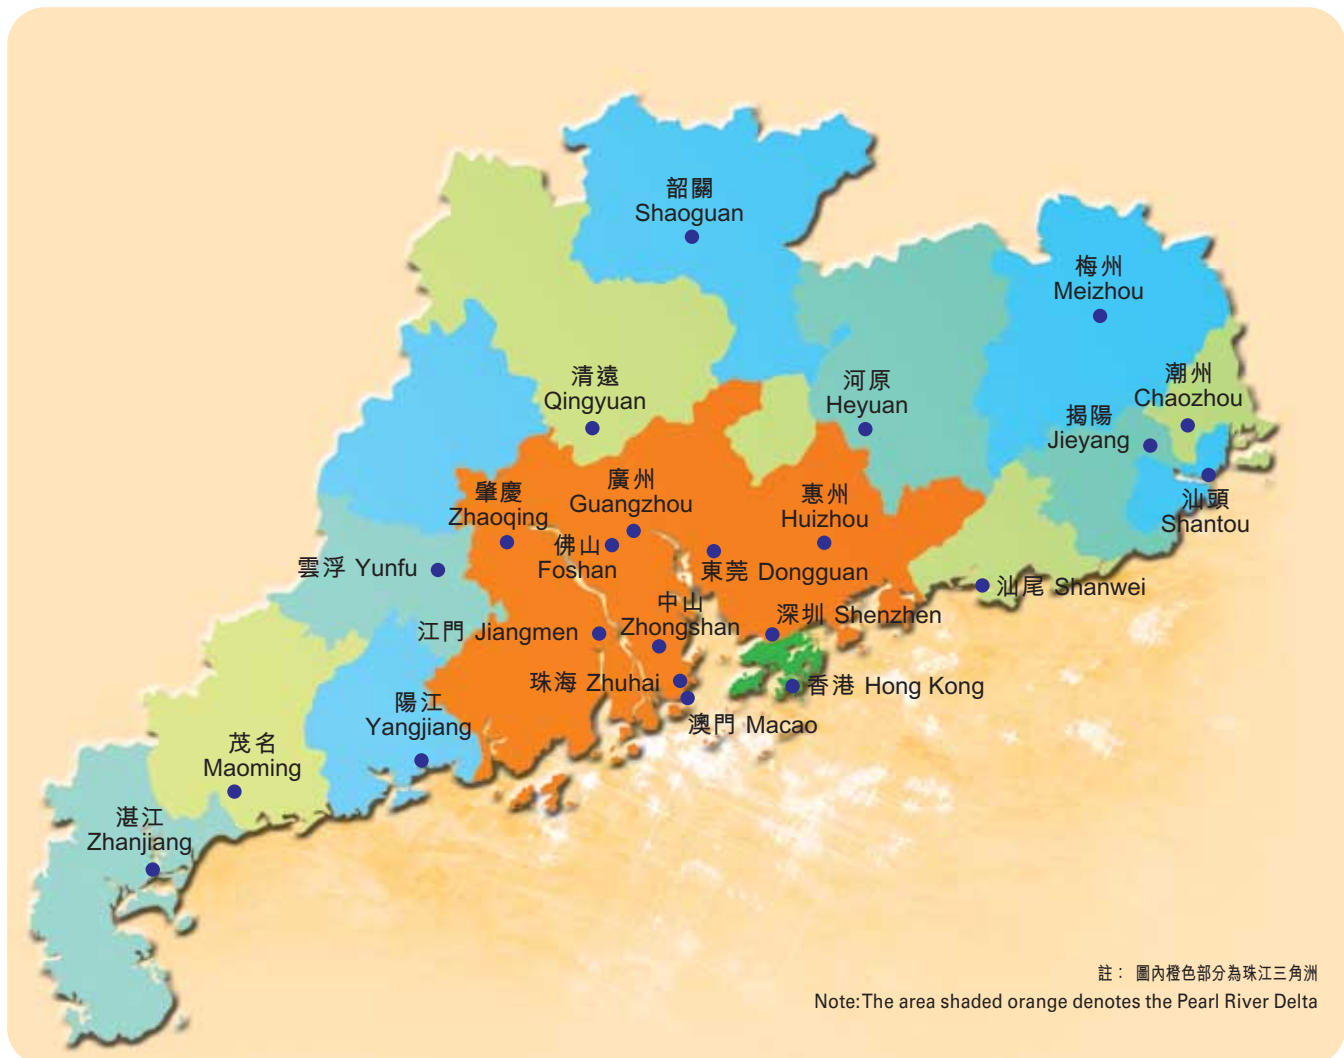 韶關
Shaoguan
梅州
Meizhou
清遠
Qingyuan
河原
Heyuan
潮州
Chaozhou
揭陽
Jieyang
肇慶
Zhaoqing
廣州
Guangzhou
惠州
Huizhou
汕頭
Shantou
佛山
Foshan
東莞 Dongguan
雲浮 Yunfu
汕尾 Shanwei
中山
Zhongshan
深圳 Shenzhen
江門 Jiangmen
珠海 Zhuhai
香港 Hong Kong
澳門 Macao
陽江
Yangjiang
茂名
Maoming
湛江
Zhanjiang
註： 圖內橙色部分為珠江三角洲
Note: The area shaded orange denotes the Pearl River Delta